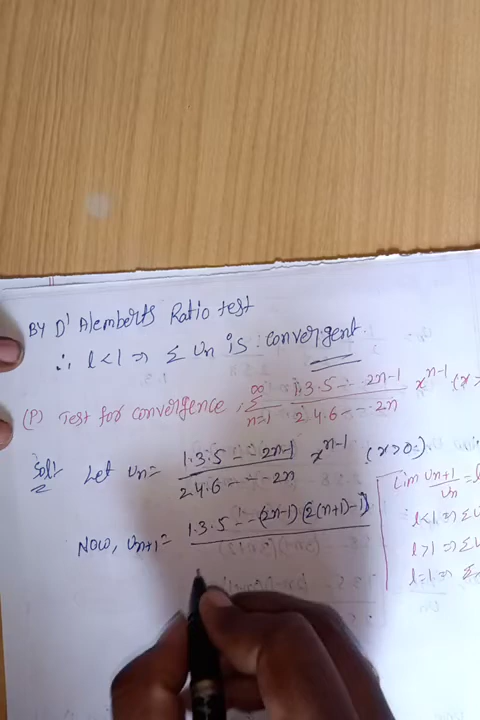 By D' Alemberts Ratio test
∴ l<1 ⇒ Σ Un is convergent.
(P) Test for convergence, ∞Σn=1 1.3.5 - - 2n-1 / 2.4.6 - - - 2n x^n-1 (x>
Sol: Let Un = 1.3.5 - - - 2n-1 / 2.4.6 - - - 2n x^n-1 (x>0)
Now, Un+1 = 1.3.5 - - (2n-1) (2(n+1)-1)
Lim Un+1 / Un = l
l<1 ⇒ Σ
l>1 ⇒ Σ
l=1 ⇒ Σ